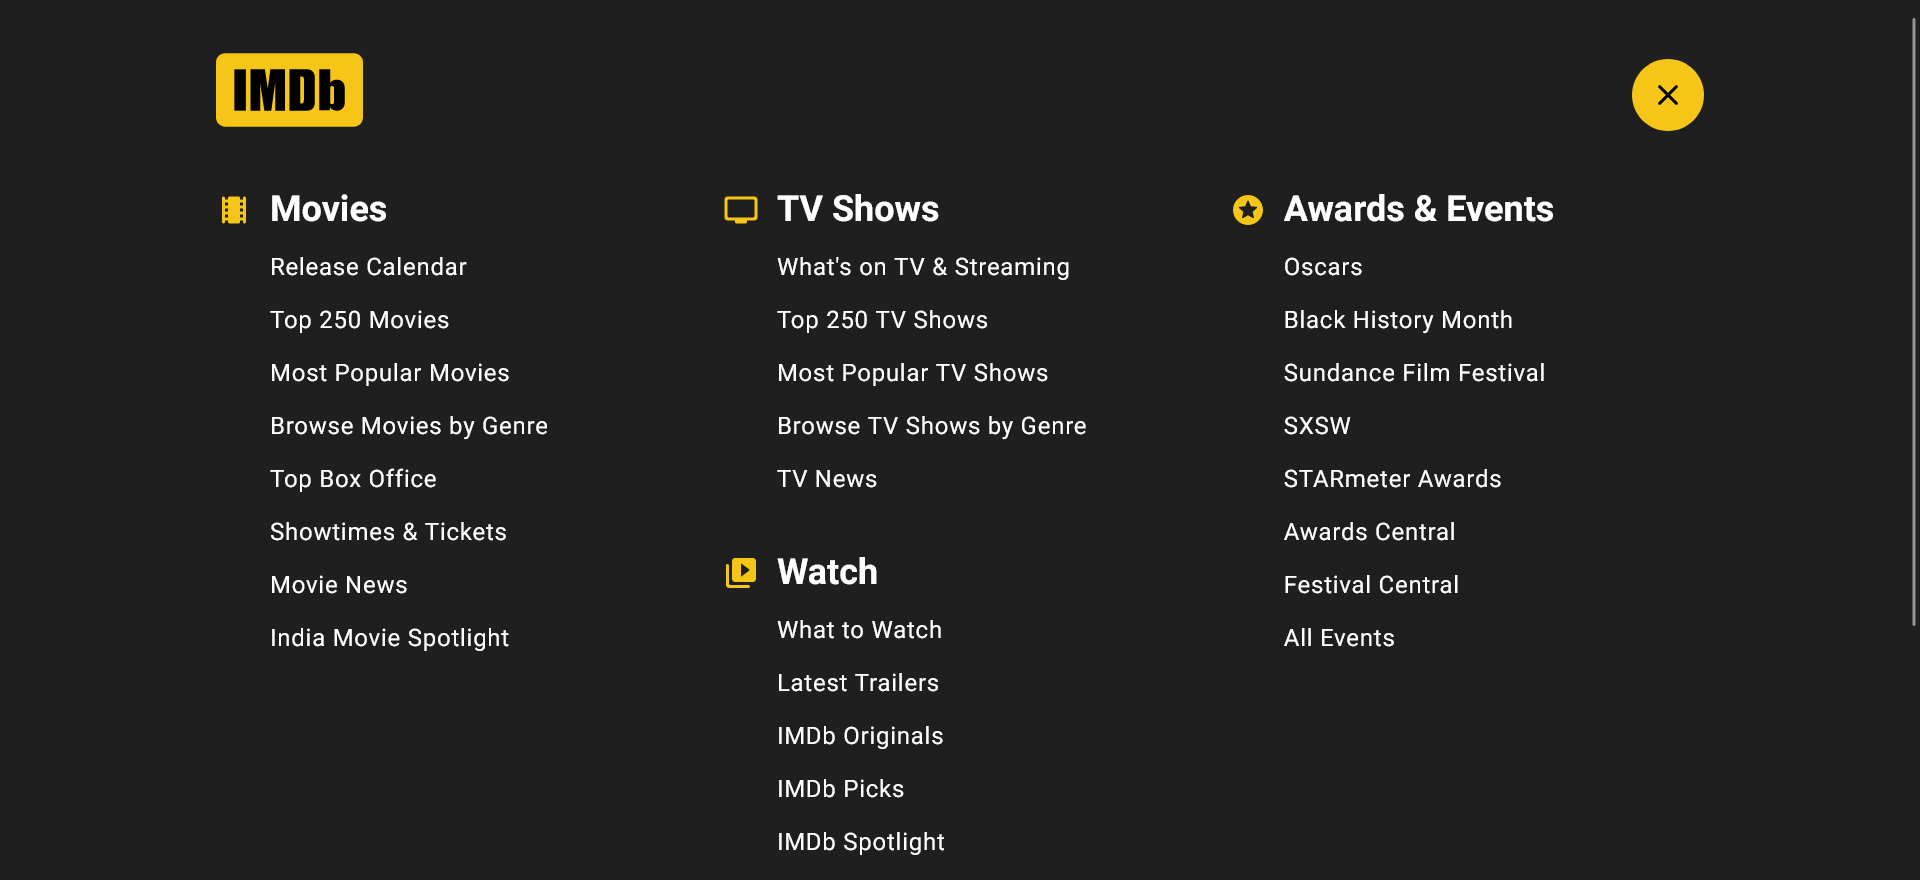 IMDb
Movies
Release Calendar
Top 250 Movies
Most Popular Movies
Browse Movies by Genre
Top Box Office
Showtimes & Tickets
Movie News
India Movie Spotlight
TV Shows
What's on TV & Streaming
Top 250 TV Shows
Most Popular TV Shows
Browse TV Shows by Genre
TV News
Watch
What to Watch
Latest Trailers
IMDb Originals
IMDb Picks
IMDb Spotlight
Awards & Events
Oscars
Black History Month
Sundance Film Festival
SXSW
STARmeter Awards
Awards Central
Festival Central
All Events